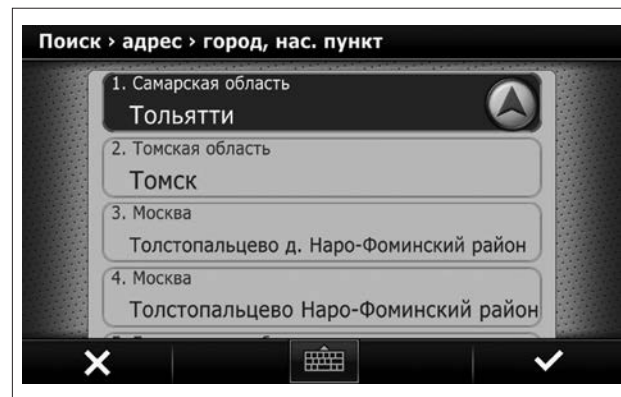 Поиск › адрес › город, нас. пункт
1. Самарская область
Тольятти
2. Томская область
Томск
3. Москва
Толстопальцево д. Наро-Фоминский район
4. Москва
Толстопальцево Наро-Фоминский район